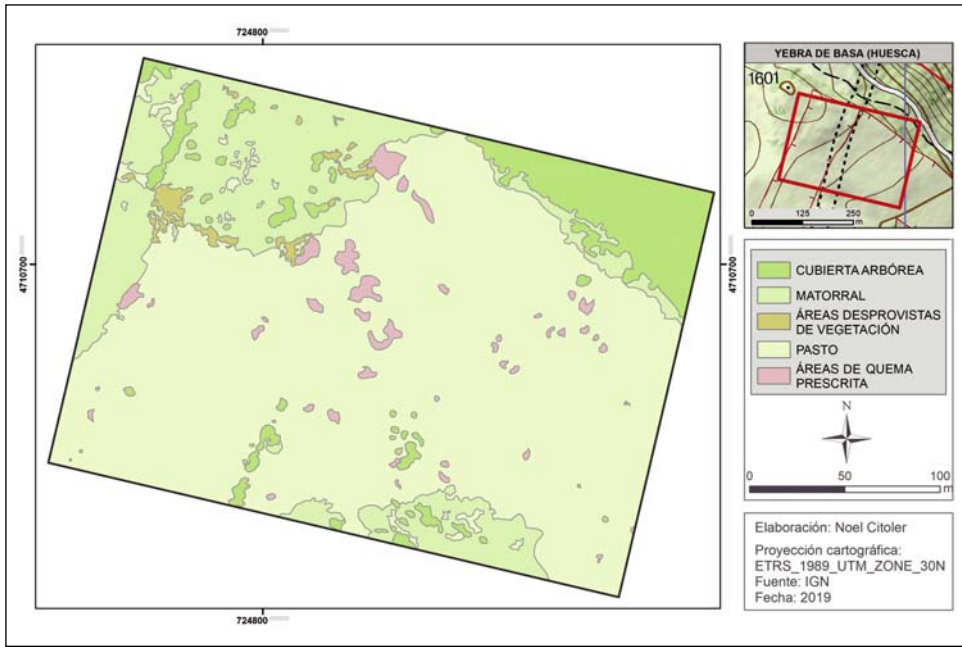 724800
4710700
4710700
724800
YEBRA DE BASA (HUESCA)
1601
0 125 250
m
CUBIERTA ARBÓREA
MATORRAL
ÁREAS DESPROVISTAS
DE VEGETACIÓN
PASTO
ÁREAS DE QUEMA
PRESCRITA
N
0 50 100
m
Elaboración: Noel Citoler
Proyección cartográfica:
ETRS_1989_UTM_ZONE_30N
Fuente: IGN
Fecha: 2019